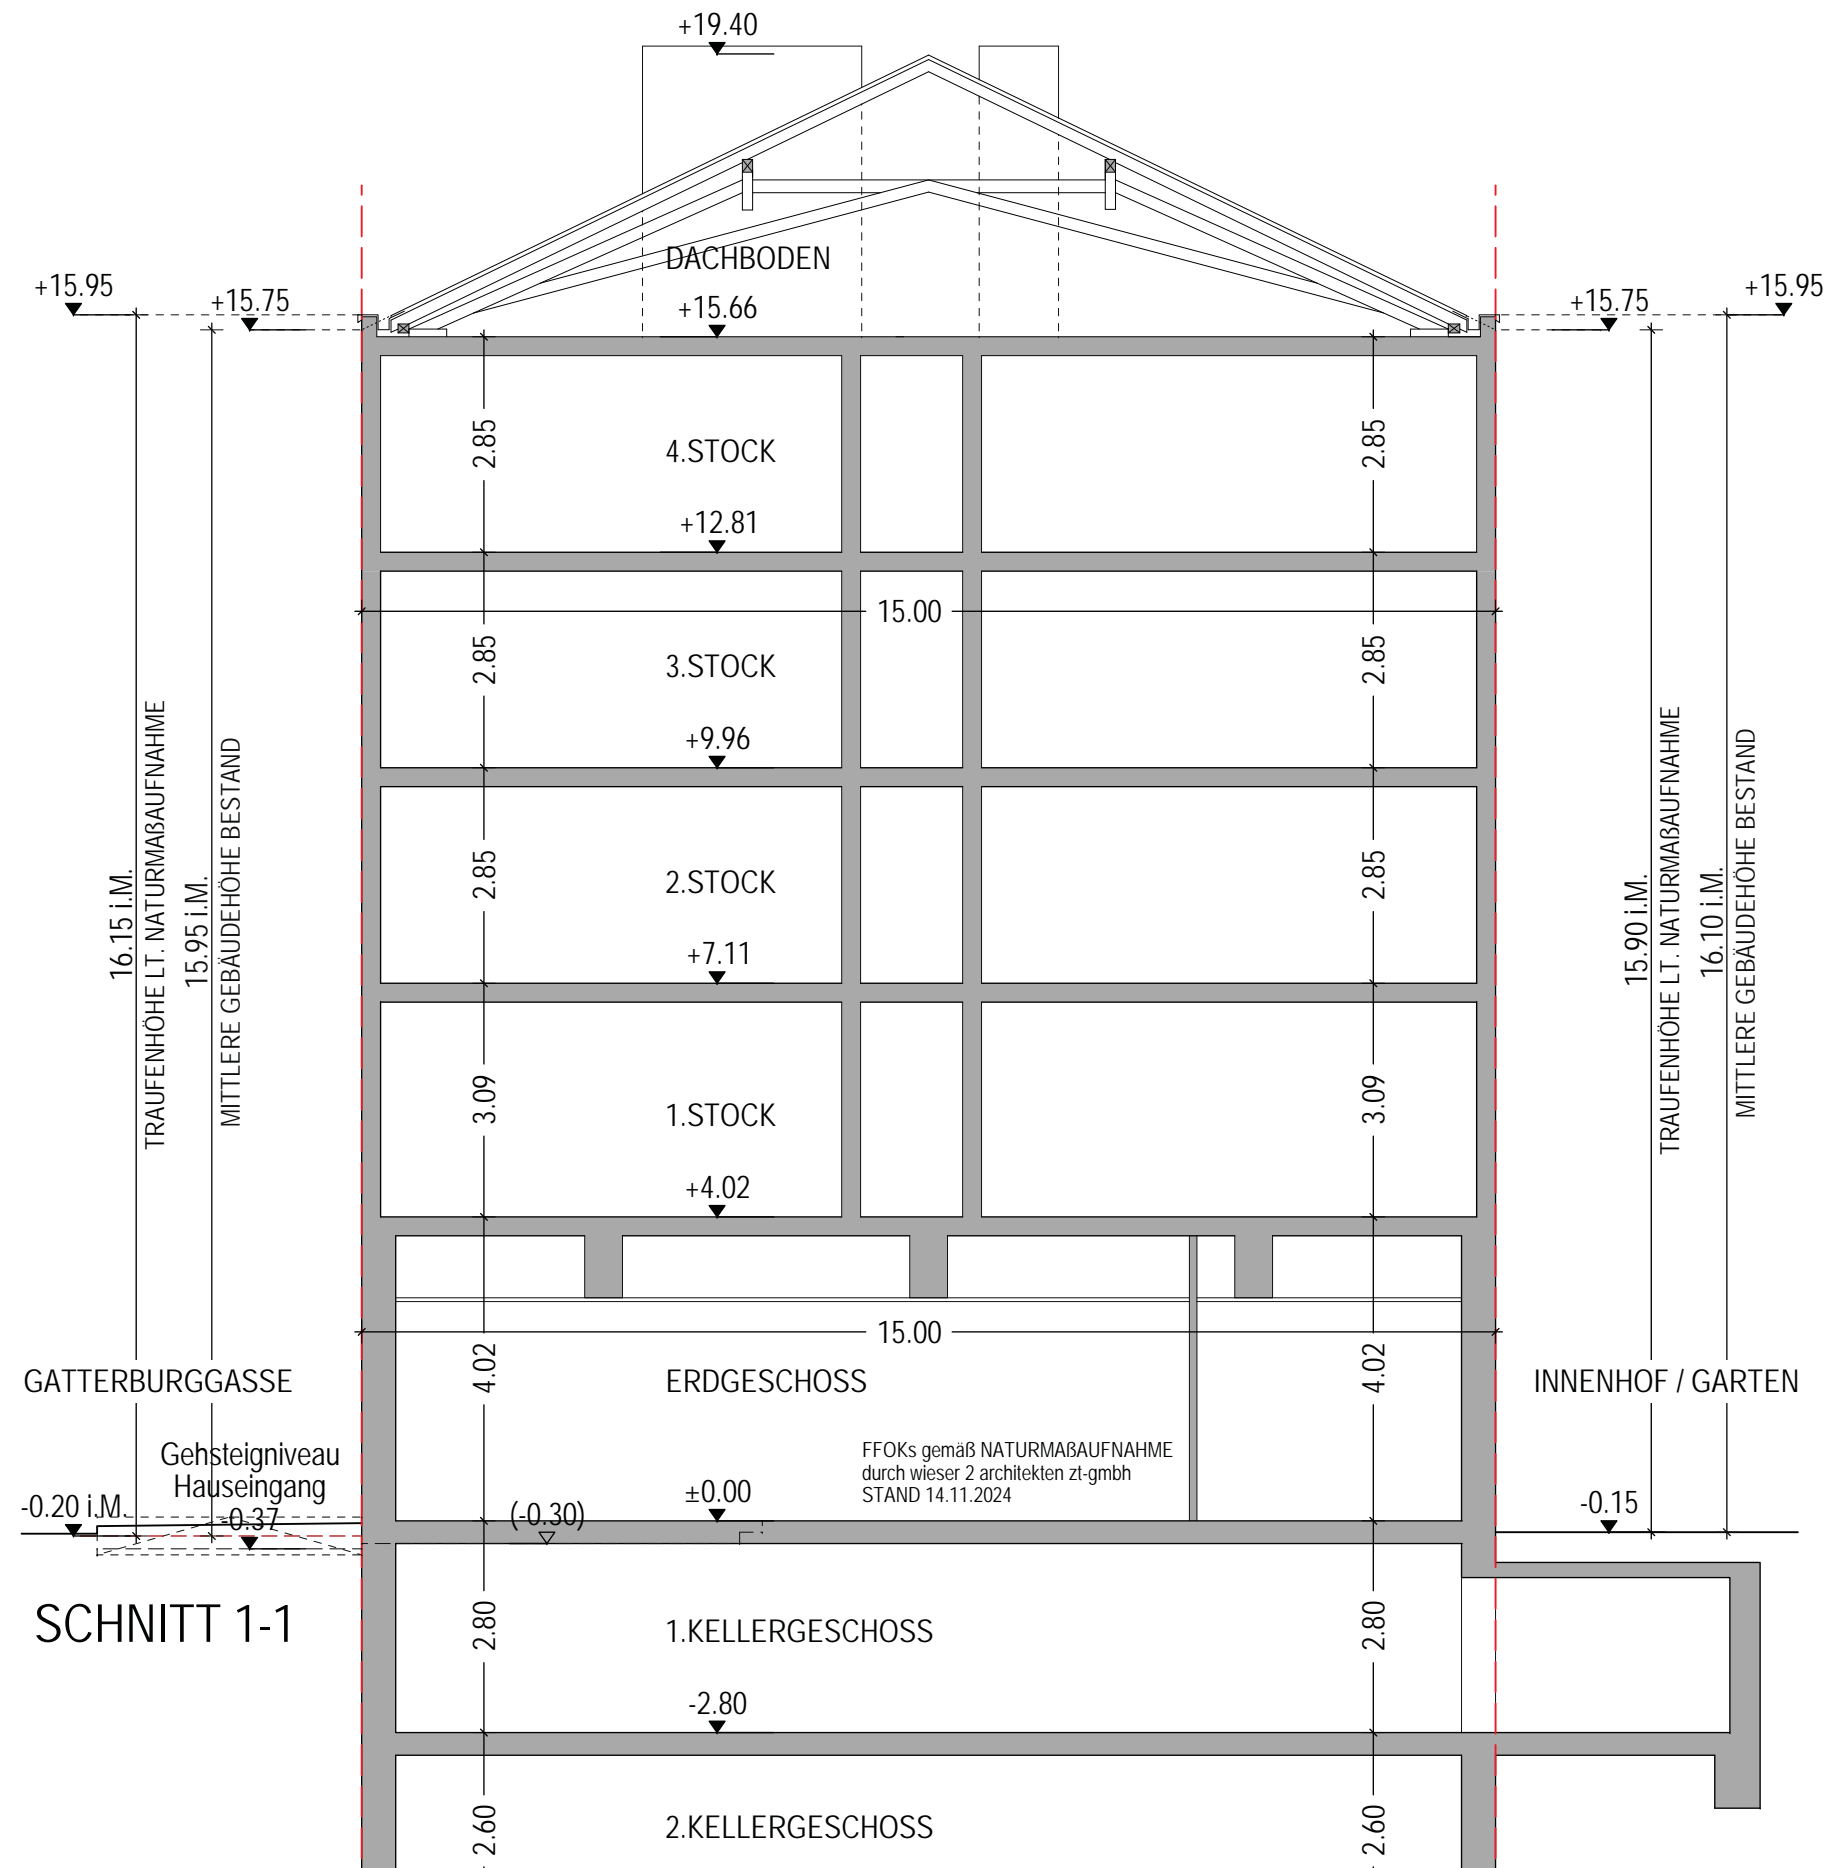 +19.40
DACHBODEN
+15.95
+15.75
+15.66
+15.75
+15.95
2.85
4.STOCK
2.85
+12.81
15.00
2.85
3.STOCK
2.85
+9.96
2.85
2.STOCK
2.85
+7.11
16.15 i.M.
TRAUFENHÖHE LT. NATURMAßAUFNAHME
15.95 i.M.
MITTLERE GEBÄUDEHÖHE BESTAND
15.90 i.M.
TRAUFENHÖHE LT. NATURMAßAUFNAHME
16.10 i.M.
MITTLERE GEBÄUDEHÖHE BESTAND
3.09
1.STOCK
3.09
+4.02
15.00
GATTERBURGGASSE
4.02
ERDGESCHOSS
4.02
INNENHOF / GARTEN
Gehsteigniveau
Hauseingang
-0.20 i.M.
-0.37
(-0.30)
±0.00
FFOKs gemäß NATURMAßAUFNAHME
durch wieser 2 architekten zt-gmbh
STAND 14.11.2024
-0.15
SCHNITT 1-1
2.80
1.KELLERGESCHOSS
2.80
-2.80
2.60
2.KELLERGESCHOSS
2.60